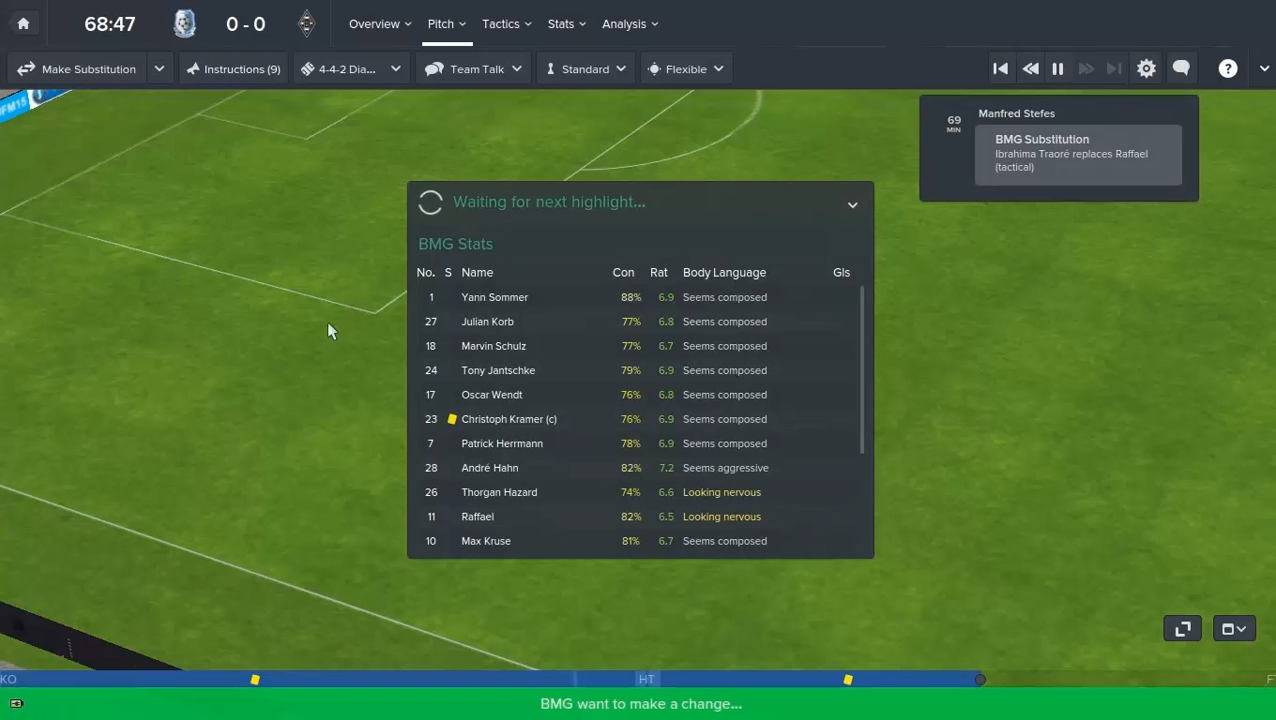 68:47
0 - 0
Overview
Pitch
Tactics
Stats
Analysis
Make Substitution
Instructions (9)
4-4-2 Dia...
Team Talk
Standard
Flexible
?
FM15
Manfred Stefes
69
MIN
BMG Substitution
Ibrahima Traoré replaces Raffael
(tactical)
Waiting for next highlight...
BMG Stats
No. S Name Con Rat Body Language Gls
1 Yann Sommer 88% 6.9 Seems composed
27 Julian Korb 77% 6.8 Seems composed
18 Marvin Schulz 77% 6.7 Seems composed
24 Tony Jantschke 79% 6.9 Seems composed
17 Oscar Wendt 76% 6.8 Seems composed
23 Christoph Kramer (c) 76% 6.9 Seems composed
7 Patrick Herrmann 78% 6.9 Seems composed
28 André Hahn 82% 7.2 Seems aggressive
26 Thorgan Hazard 74% 6.6 Looking nervous
11 Raffael 82% 6.5 Looking nervous
10 Max Kruse 81% 6.7 Seems composed
KO
HT
F
BMG want to make a change...